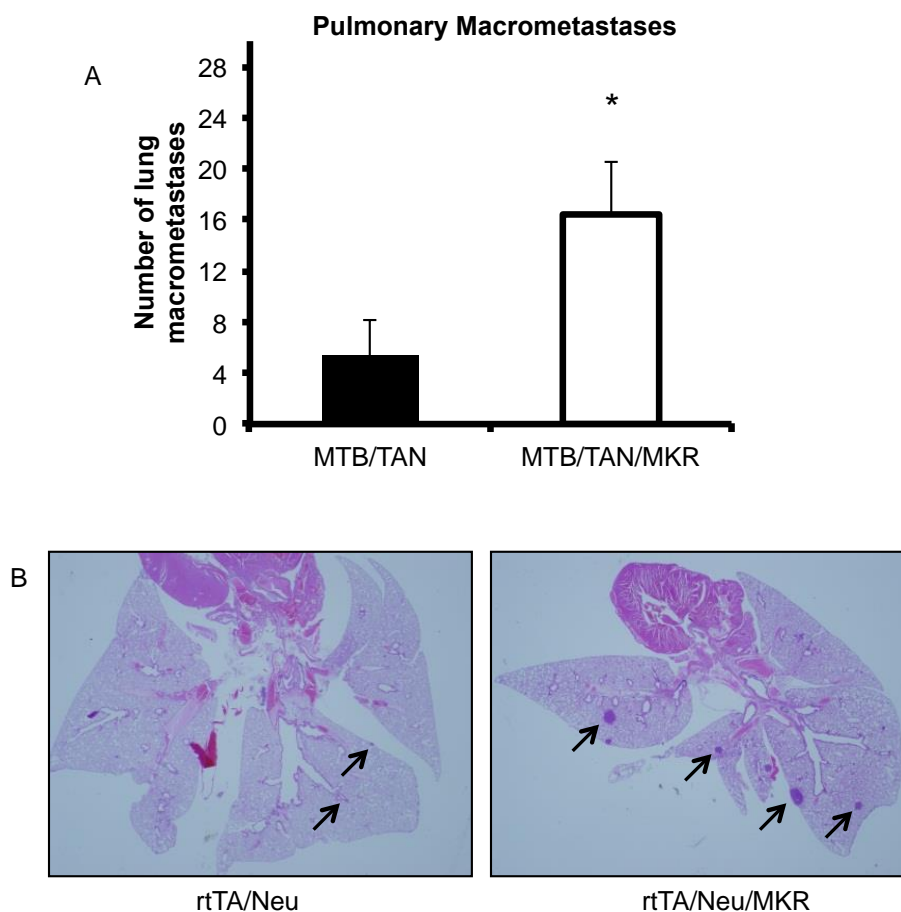 Pulmonary Macrometastases
A
Number of lung
macrometastases
28
24
20
16
12
8
4
0
*
MTB/TAN
MTB/TAN/MKR
B
rtTA/Neu
rtTA/Neu/MKR